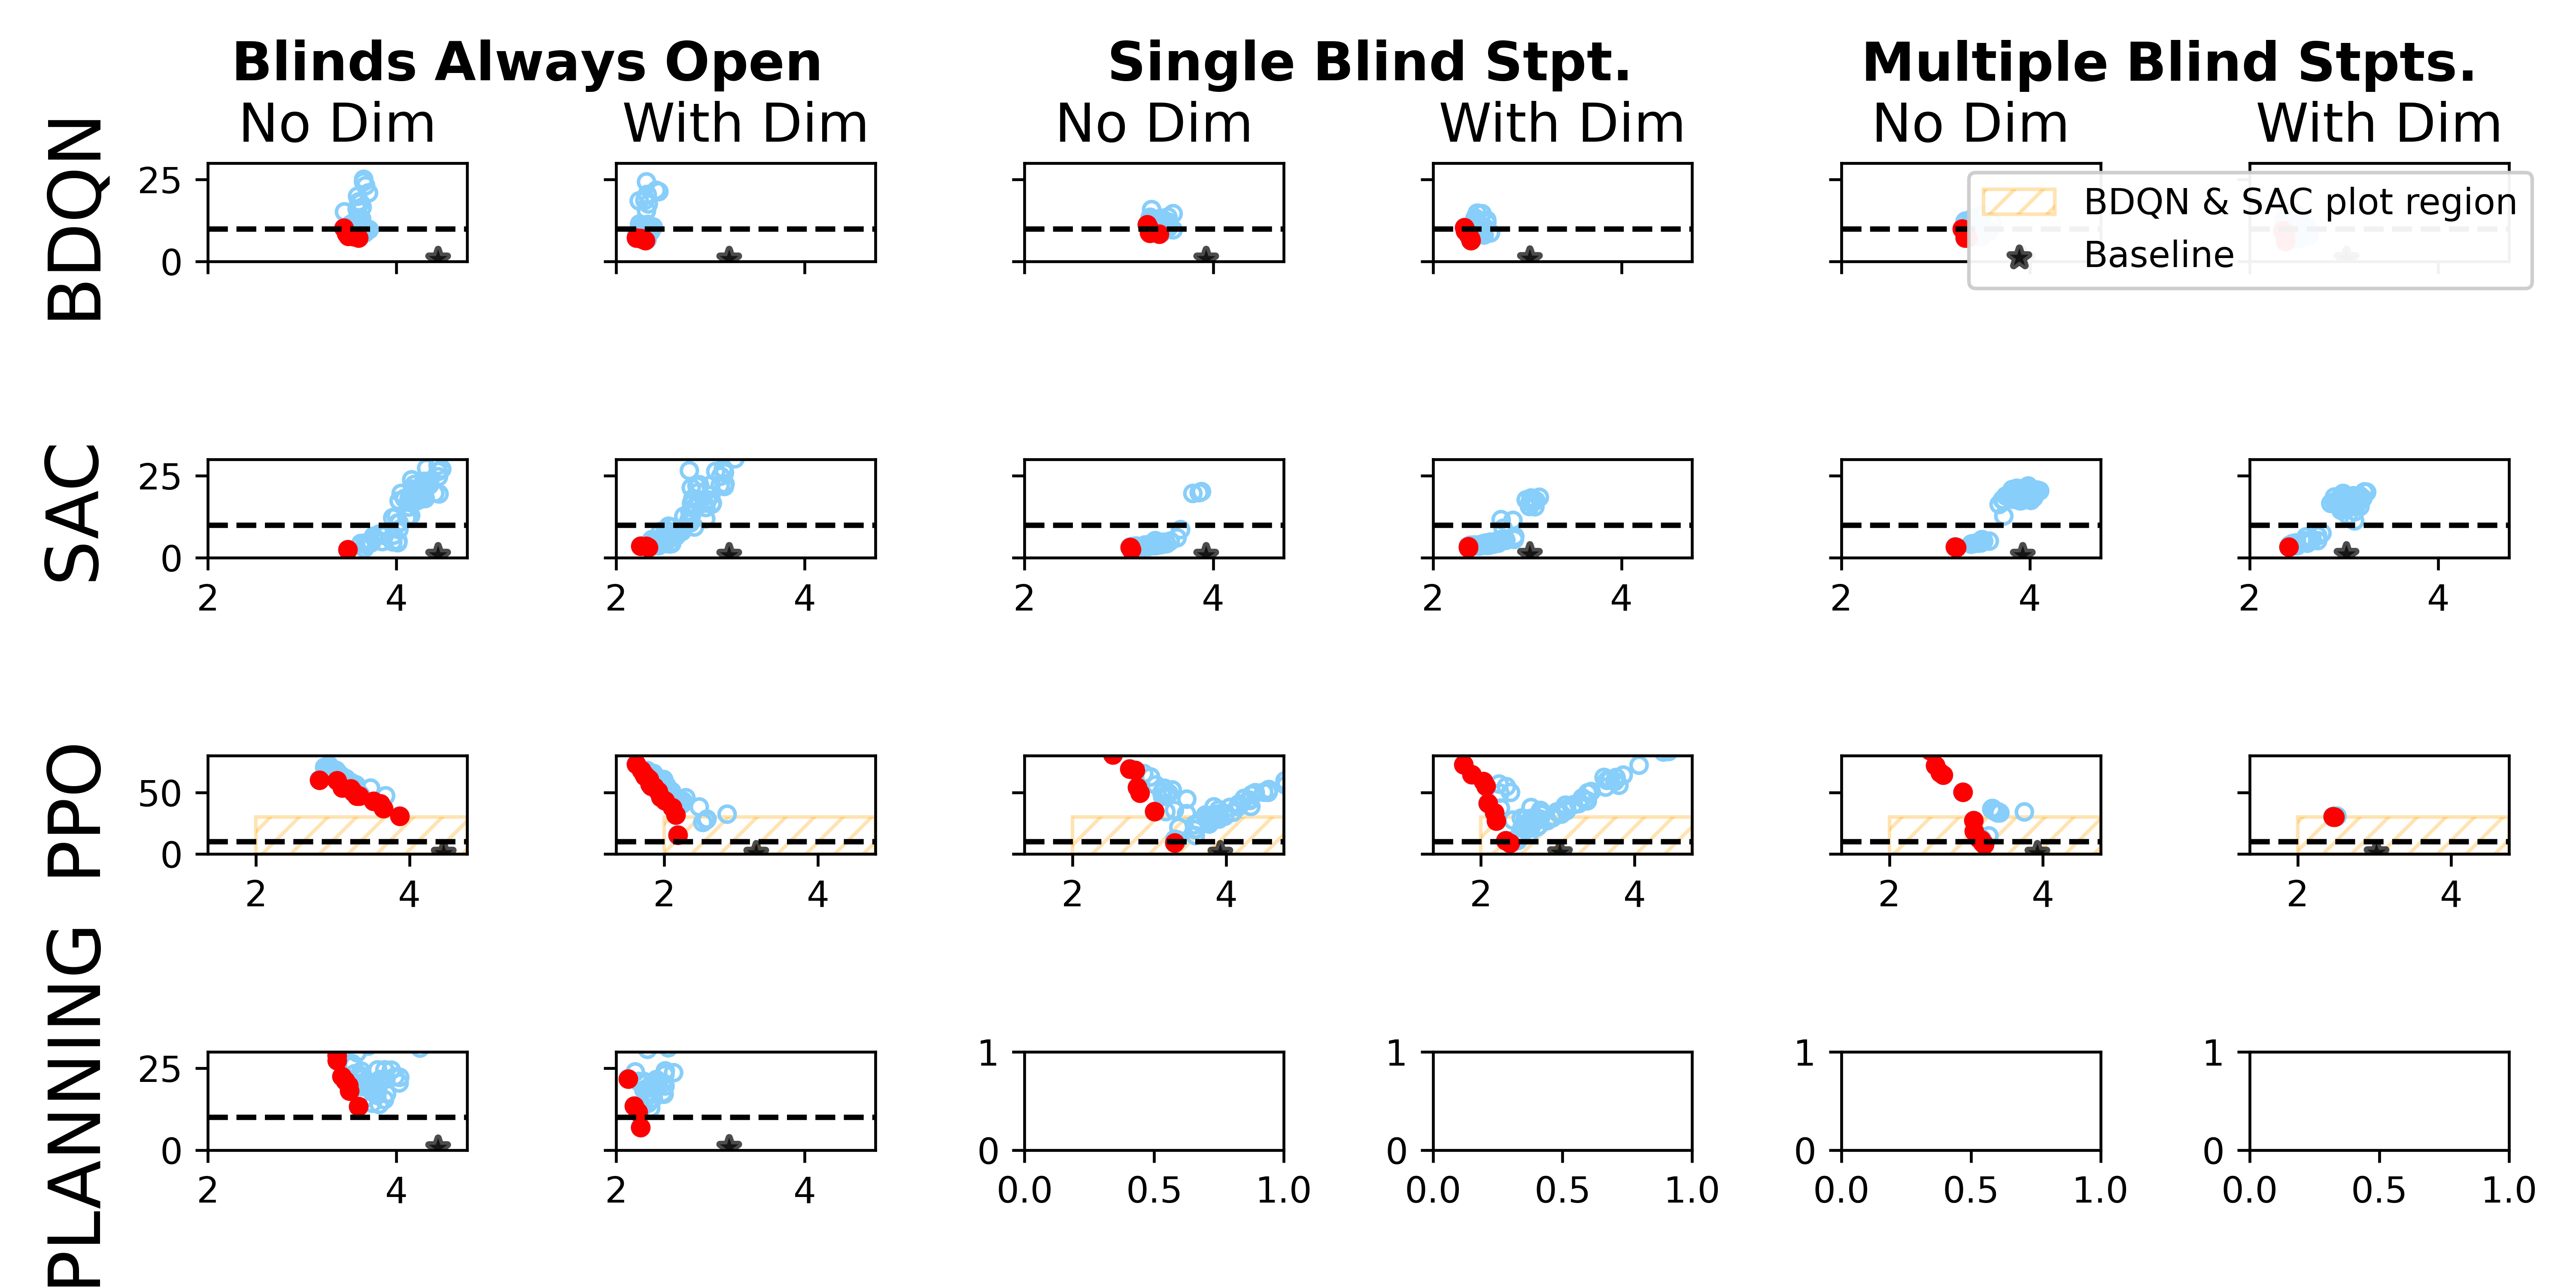 Blinds Always Open Single Blind Stpt. Multiple Blind Stpts.
No Dim With Dim No Dim With Dim No Dim With Dim
BDQN
25
0
BDQN & SAC plot region
Baseline
SAC
25
0
2 4 2 4 2 4 2 4 2 4 2 4
PPO
50
0
2 4 2 4 2 4 2 4 2 4 2 4
PLANNING
25 1 1 1 1
0 0 0 0 0
2 4 2 4 0.0 0.5 1.0 0.0 0.5 1.0 0.0 0.5 1.0 0.0 0.5 1.0